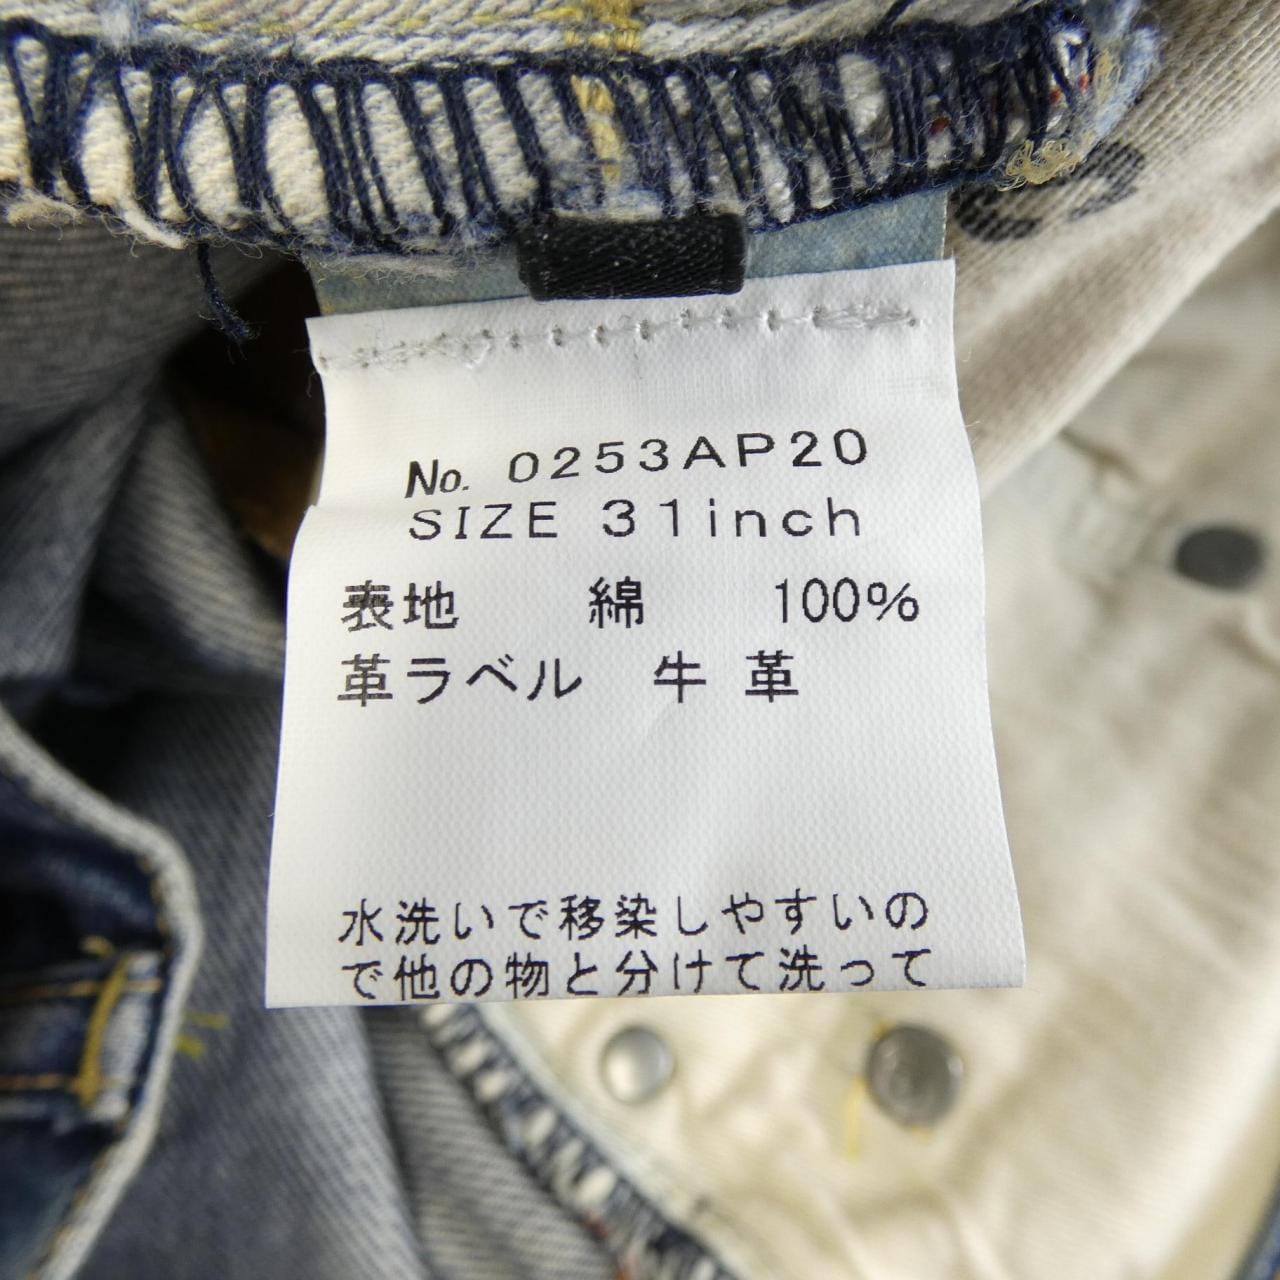 No. 0253AP20
SIZE 31inch
表地 綿 100%
革ラベル 牛革
水洗いで移染しやすいの
で他の物と分けて洗って